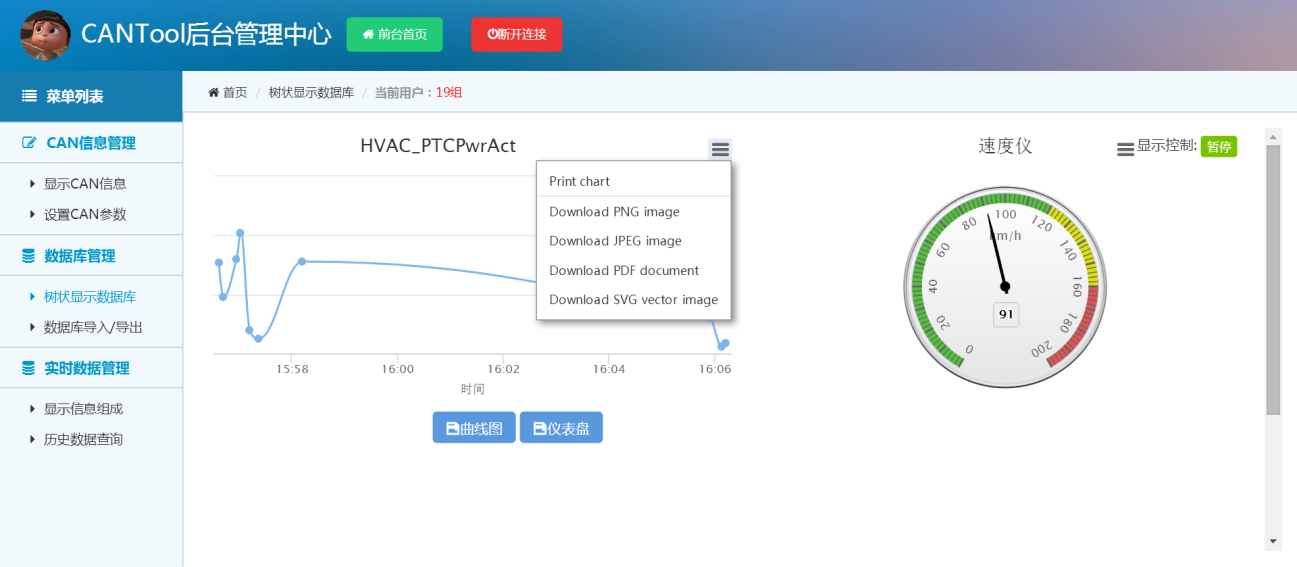 CANTool后台管理中心
前台首页
断开连接
菜单列表
首页 / 树状显示数据库 / 当前用户：19组
CAN信息管理
显示CAN信息
设置CAN参数
数据库管理
树状显示数据库
数据库导入/导出
实时数据管理
显示信息组成
历史数据查询
HVAC_PTCPwrAct
Print chart
Download PNG image
Download JPEG image
Download PDF document
Download SVG vector image
15:58
16:00
16:02
16:04
16:06
时间
曲线图
仪表盘
速度仪
显示控制: 暂停
0
20
40
60
80
100
120
140
160
180
200
km/h
91